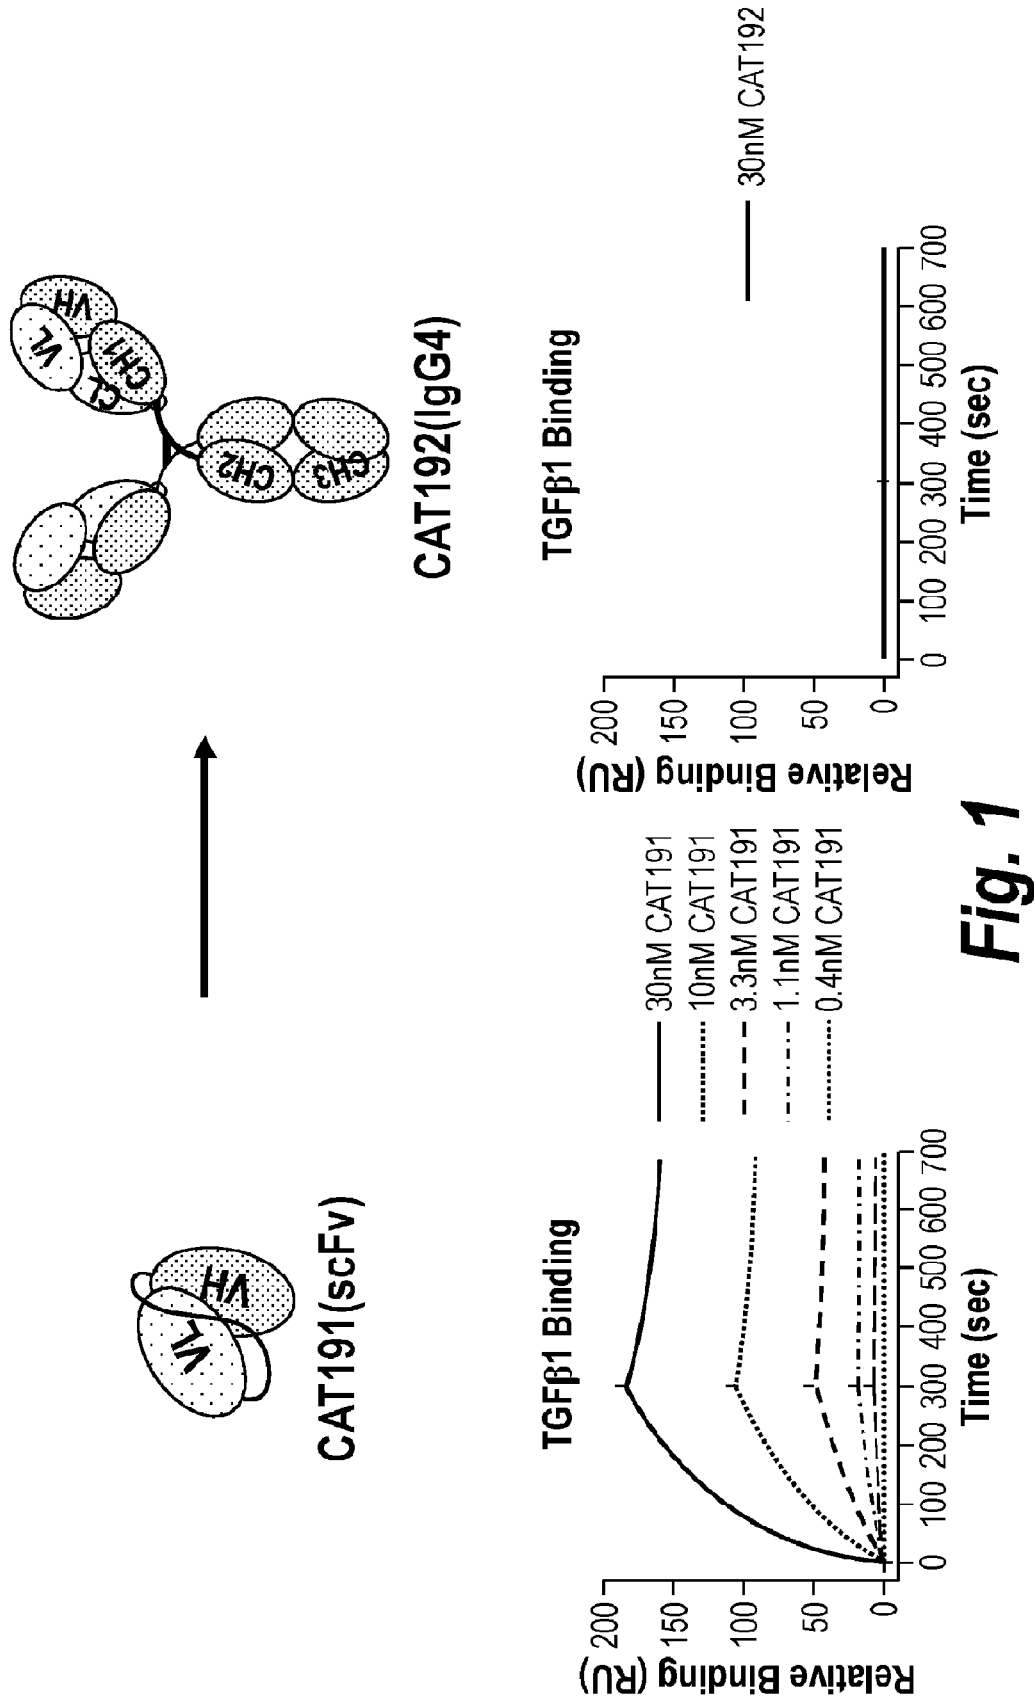 VL
VH
CAT191(scFv)
VL
VH
CL
CH1
CH2
CH3
CAT192(IgG4)
TGFβ1 Binding
Relative Binding (RU)
200
150
100
50
0
0 100 200 300 400 500 600 700
Time (sec)
30nM CAT191
10nM CAT191
3.3nM CAT191
1.1nM CAT191
0.4nM CAT191
TGFβ1 Binding
Relative Binding (RU)
200
150
100
50
0
0 100 200 300 400 500 600 700
Time (sec)
30nM CAT192
Fig. 1